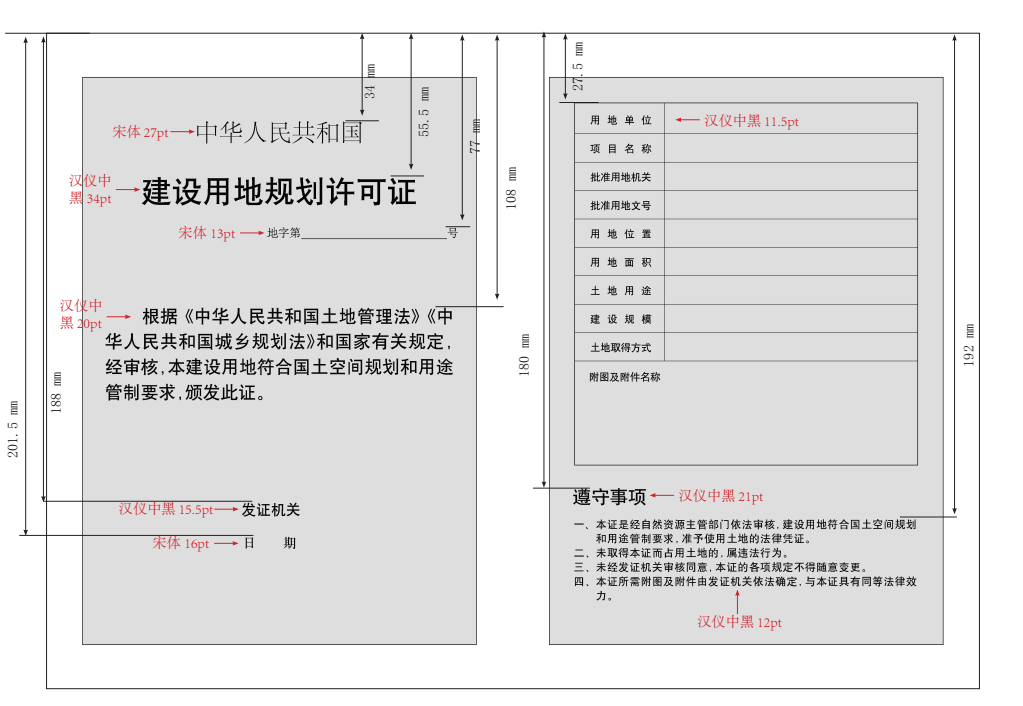 34 mm
55.5 mm
77 mm
108 mm
188 mm
201.5 mm
宋体 27pt
中华人民共和国
汉仪中
黑 34pt
建设用地规划许可证
宋体 13pt
地字第 号
汉仪中
黑 20pt
根据《中华人民共和国土地管理法》《中
华人民共和国城乡规划法》和国家有关规定,
经审核,本建设用地符合国土空间规划和用途
管制要求,颁发此证。
汉仪中黑 15.5pt
发证机关
宋体 16pt
日 期
27.5 mm
180 mm
192 mm
用地单位
汉仪中黑 11.5pt
项目名称
批准用地机关
批准用地文号
用地位置
用地面积
土地用途
建设规模
土地取得方式
附图及附件名称
遵守事项
汉仪中黑 21pt
一、本证是经自然资源主管部门依法审核,建设用地符合国土空间规划
和用途管制要求,准予使用土地的法律凭证。
二、未取得本证而占用土地的,属违法行为。
三、未经发证机关审核同意,本证的各项规定不得随意变更。
四、本证所需附图及附件由发证机关依法确定,与本证具有同等法律效
力。
汉仪中黑 12pt